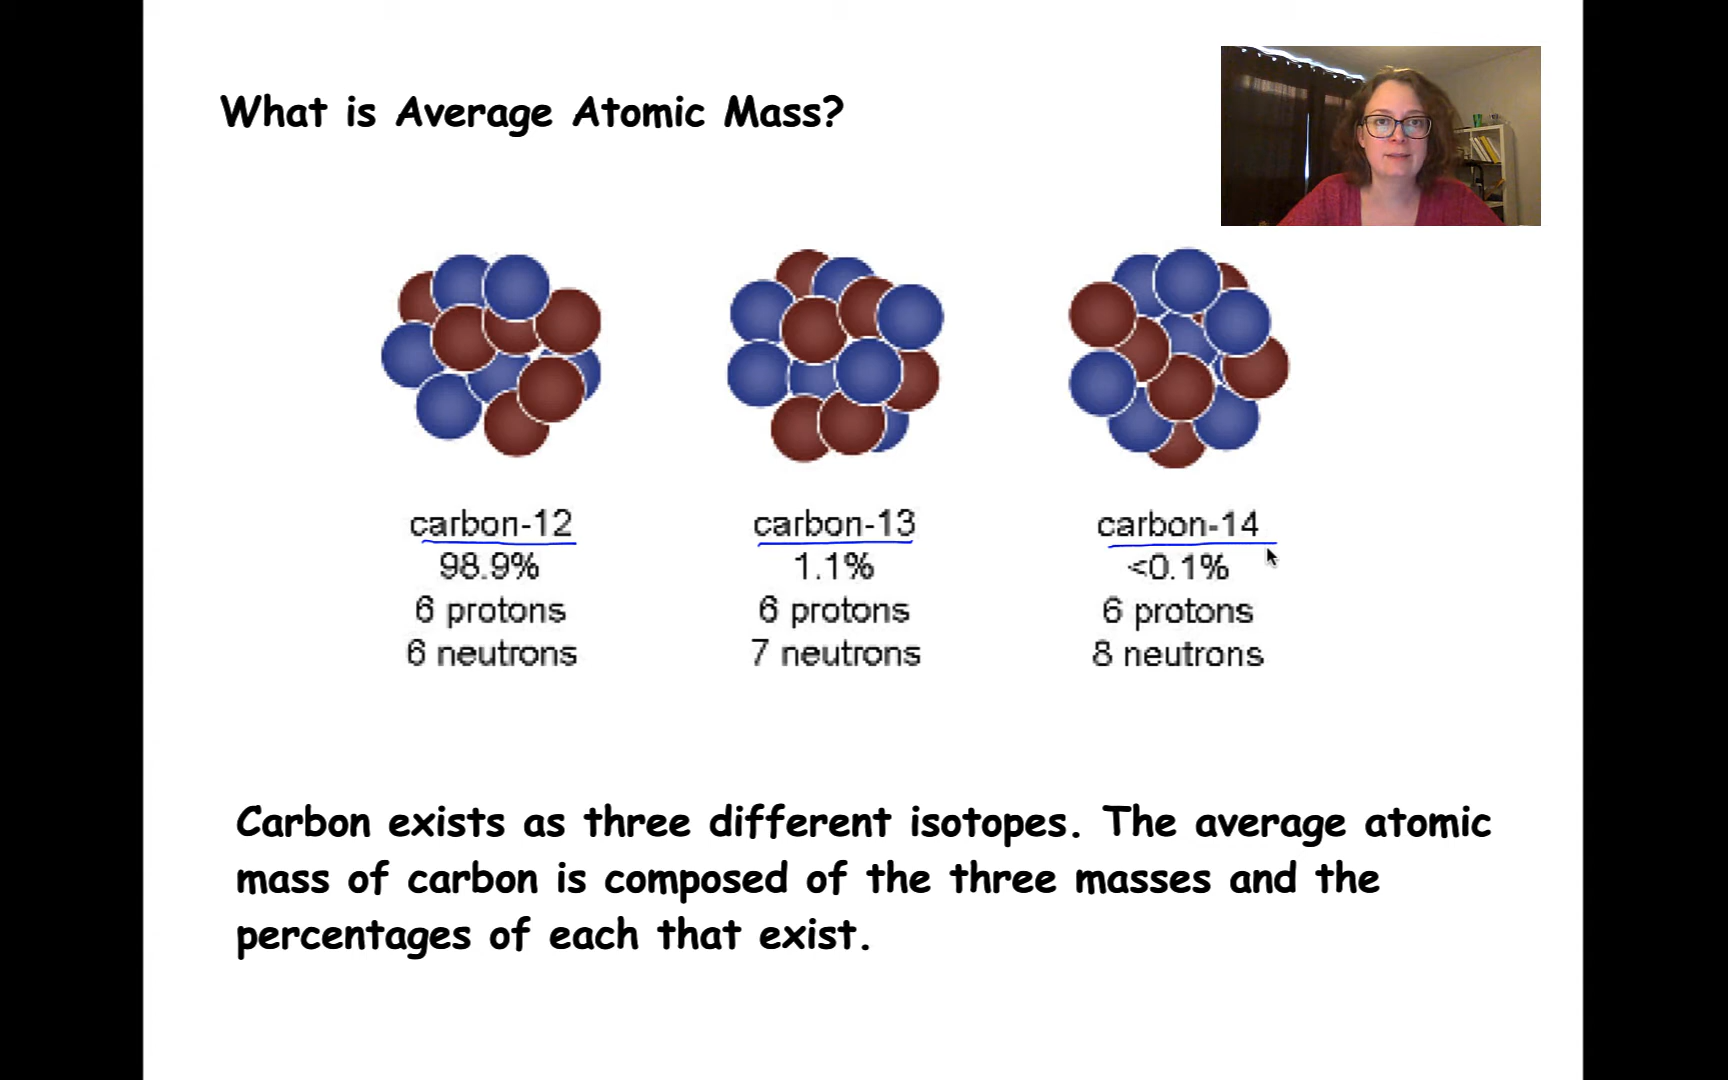 What is Average Atomic Mass?
carbon-12
98.9%
6 protons
6 neutrons
carbon-13
1.1%
6 protons
7 neutrons
carbon-14
<0.1%
6 protons
8 neutrons
Carbon exists as three different isotopes. The average atomic
mass of carbon is composed of the three masses and the
percentages of each that exist.